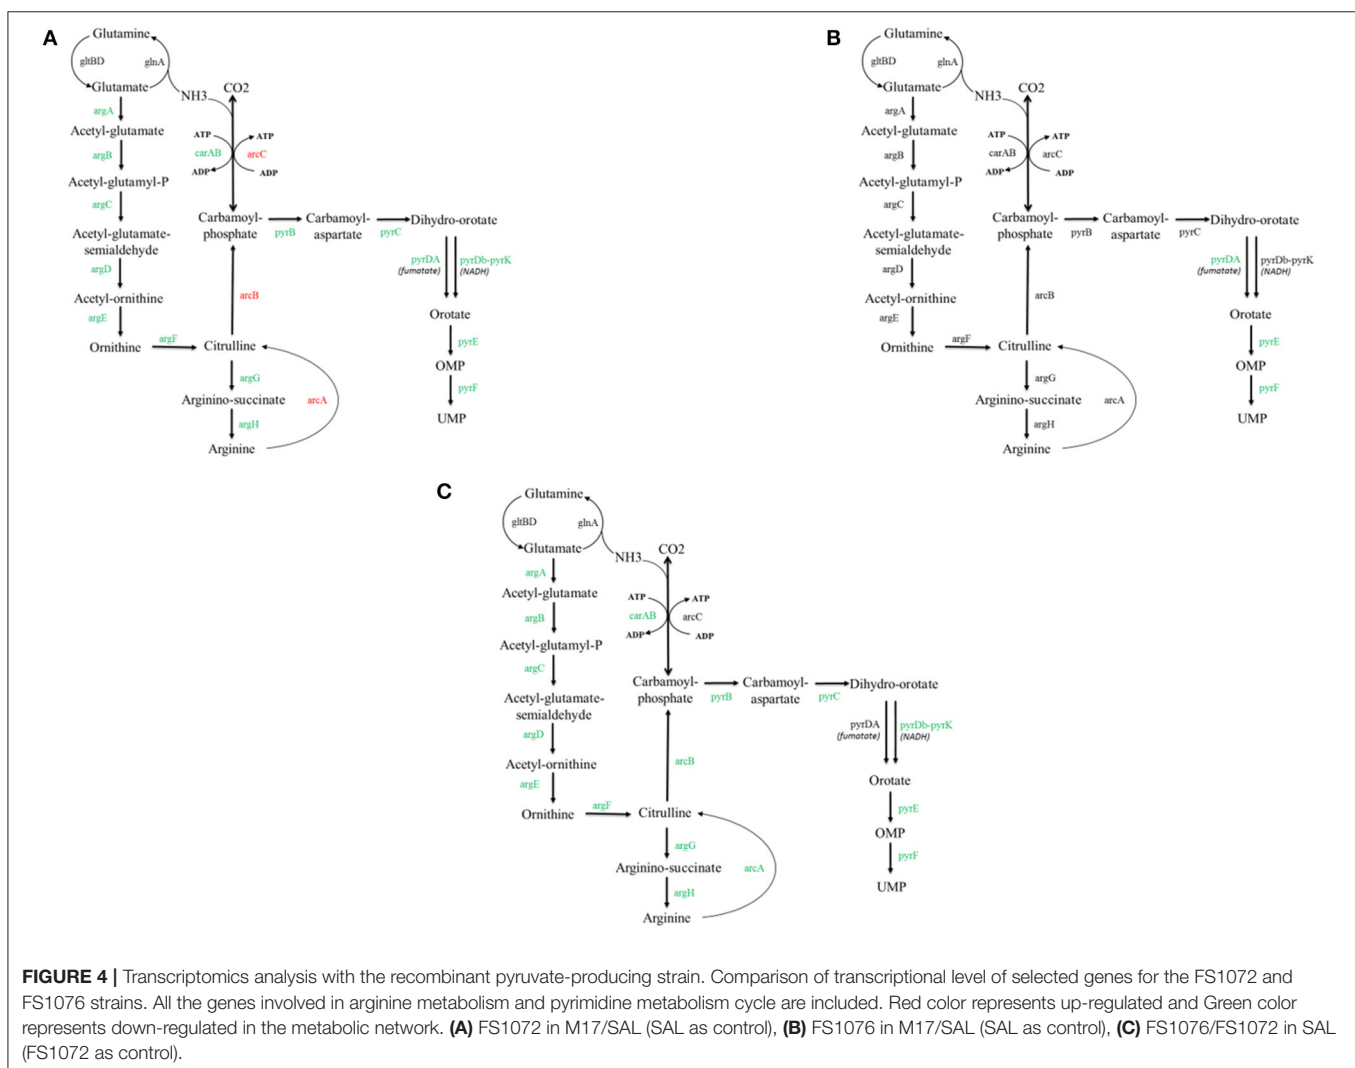 A
Glutamine
gltBD
glnA
Glutamate
NH3
CO2
argA
Acetyl-glutamate
ATP
ATP
argB
carAB
arcC
ADP
ADP
Acetyl-glutamyl-P
argC
Carbamoyl-
phosphate
pyrB
Carbamoyl-
aspartate
pyrC
Dihydro-orotate
Acetyl-glutamate-
semialdehyde
pyrDA
(fumatate)
pyrDb-pyrK
(NADH)
argD
Acetyl-ornithine
arcB
argE
Orotate
argF
Ornithine
Citrulline
pyrE
OMP
argG
pyrF
Arginino-succinate
arcA
UMP
argH
Arginine
B
Glutamine
gltBD
glnA
Glutamate
NH3
CO2
argA
Acetyl-glutamate
ATP
ATP
argB
carAB
arcC
ADP
ADP
Acetyl-glutamyl-P
argC
Carbamoyl-
phosphate
pyrB
Carbamoyl-
aspartate
pyrC
Dihydro-orotate
Acetyl-glutamate-
semialdehyde
pyrDA
(fumatate)
pyrDb-pyrK
(NADH)
argD
Acetyl-ornithine
arcB
argE
Orotate
argF
Ornithine
Citrulline
pyrE
OMP
argG
pyrF
Arginino-succinate
arcA
UMP
argH
Arginine
C
Glutamine
gltBD
glnA
Glutamate
NH3
CO2
argA
Acetyl-glutamate
ATP
ATP
argB
carAB
arcC
ADP
ADP
Acetyl-glutamyl-P
argC
Carbamoyl-
phosphate
pyrB
Carbamoyl-
aspartate
pyrC
Dihydro-orotate
Acetyl-glutamate-
semialdehyde
pyrDA
(fumatate)
pyrDb-pyrK
(NADH)
argD
Acetyl-ornithine
arcB
argE
Orotate
argF
Ornithine
Citrulline
pyrE
OMP
argG
pyrF
Arginino-succinate
arcA
UMP
argH
Arginine
FIGURE 4 | Transcriptomics analysis with the recombinant pyruvate-producing strain. Comparison of transcriptional level of selected genes for the FS1072 and
FS1076 strains. All the genes involved in arginine metabolism and pyrimidine metabolism cycle are included. Red color represents up-regulated and Green color
represents down-regulated in the metabolic network. (A) FS1072 in M17/SAL (SAL as control), (B) FS1076 in M17/SAL (SAL as control), (C) FS1076/FS1072 in SAL
(FS1072 as control).